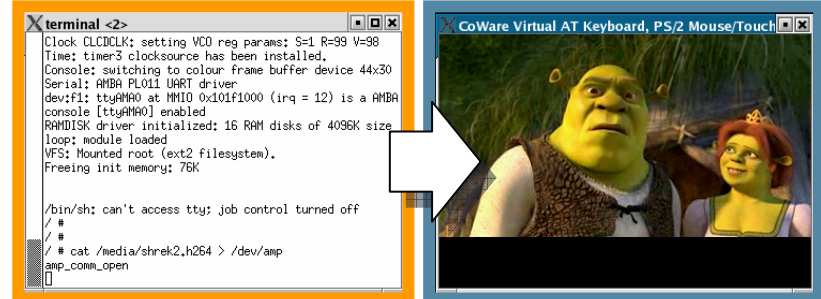 terminal <2>
Clock CLCDCLK: setting VCO reg params: S=1 R=99 V=98
Time: timer3 clocksource has been installed.
Console: switching to colour frame buffer device 44x30
Serial: AMBA PL011 UART driver
dev:f1: ttyAMA0 at MMIO 0x101f1000 (irq = 12) is a AMBA
console [ttyAMA0] enabled
RAMDISK driver initialized: 16 RAM disks of 4096K size
loop: module loaded
VFS: Mounted root (ext2 filesystem).
Freeing init memory: 76K
/bin/sh: can't access tty; job control turned off
/ #
/ #
/ # cat /media/shrek2.h264 > /dev/amp
amp_comm_open
CoWare Virtual AT Keyboard, PS/2 Mouse/Touch